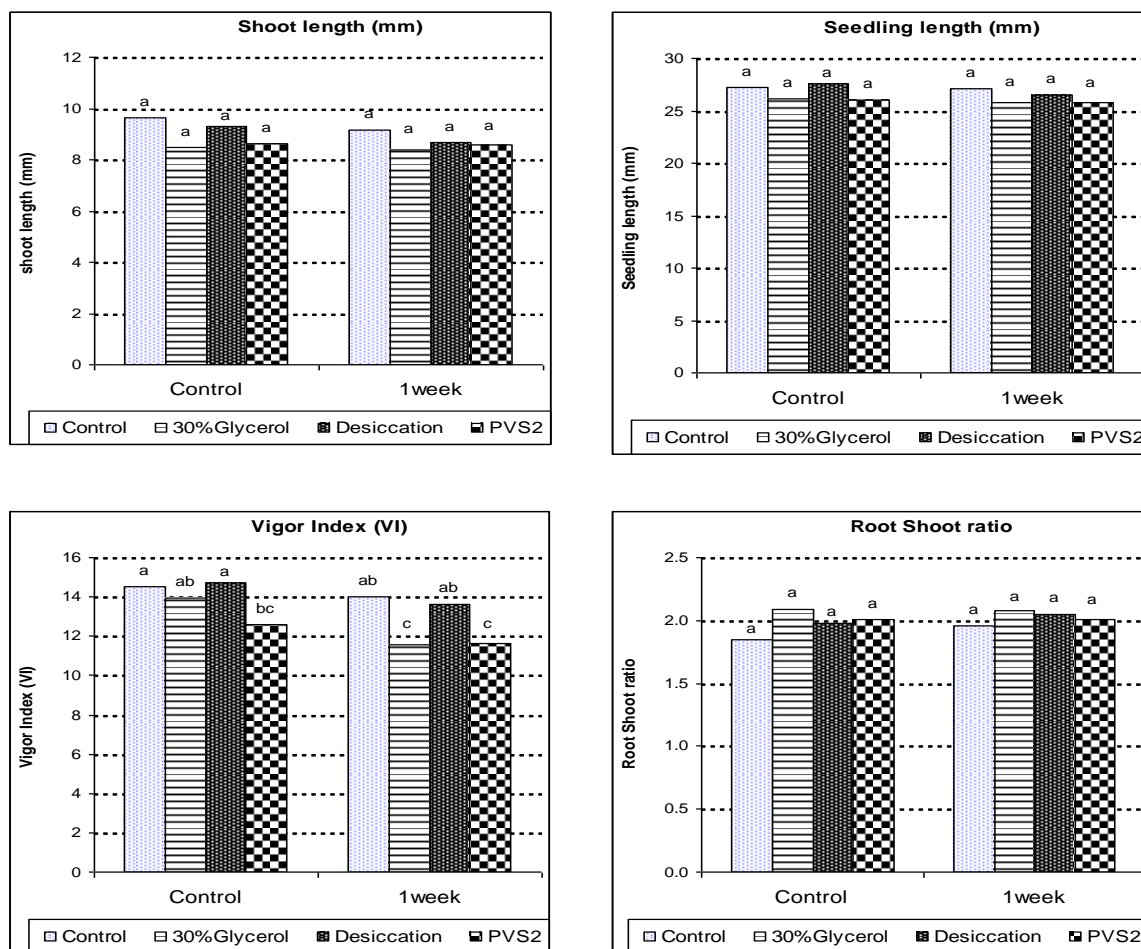 Shoot length (mm)
12
10
8
6
4
2
0
shoot length (mm)
a
a
a
a
a
a
a
a
Control
1week
Control 30%Glycerol Desiccation PVS2
Seedling length (mm)
30
25
20
15
10
5
0
Seedling length (mm)
a
a
a
a
a
a
a
a
Control
1week
Control 30%Glycerol Desiccation PVS2
Vigor Index (VI)
16
14
12
10
8
6
4
2
0
Vigor Index (VI)
a
ab
a
bc
ab
c
ab
c
Control
1week
Control 30%Glycerol Desiccation PVS2
Root Shoot ratio
2.5
2.0
1.5
1.0
0.5
0.0
Root Shoot ratio
a
a
a
a
a
a
a
a
Control
1week
Control 30%Glycerol Desiccation PVS2